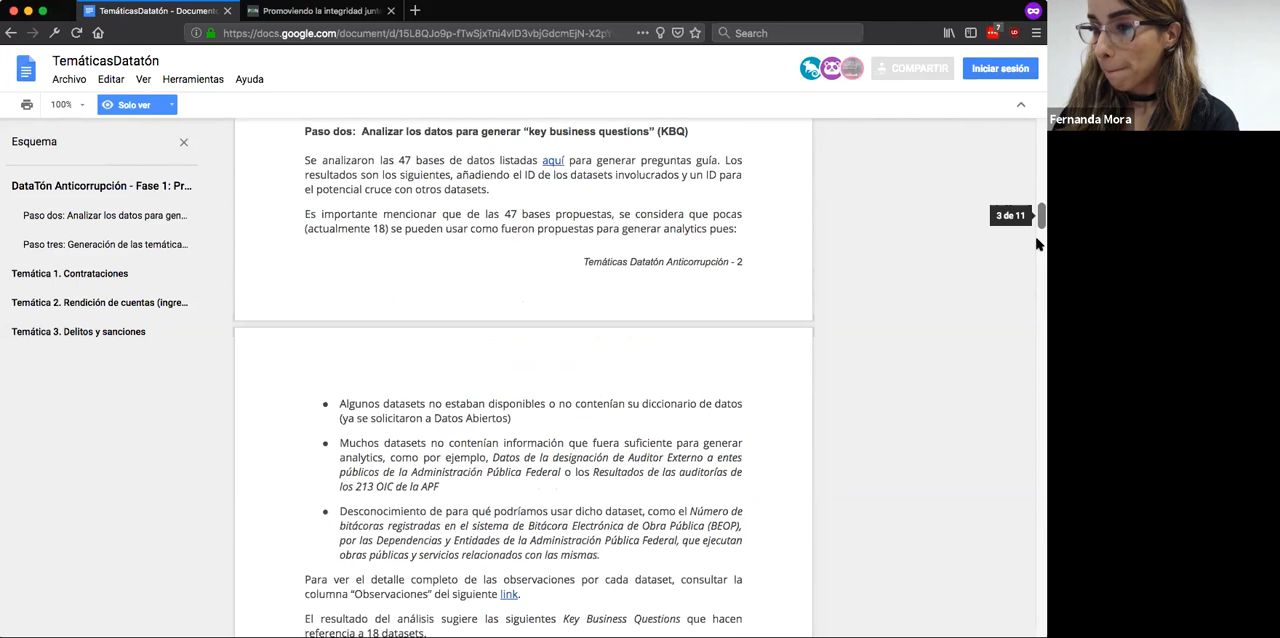 TemáticasDatatón - Document
Promoviendo la integridad junt
https://docs.google.com/document/d/
Search
TemáticasDatatón
Archivo Editar Ver Herramientas Ayuda
COMPARTIR
Iniciar sesión
100%
Solo ver
Fernanda Mora
Esquema
DataTón Anticorrupción - Fase 1: Pr...
Paso dos: Analizar los datos para gen...
Paso tres: Generación de las temática...
Temática 1. Contrataciones
Temática 2. Rendición de cuentas (ingre...
Temática 3. Delitos y sanciones
Paso dos: Analizar los datos para generar “key business questions” (KBQ)
Se analizaron las 47 bases de datos listadas aquí para generar preguntas guía. Los
resultados son los siguientes, añadiendo el ID de los datasets involucrados y un ID para
el potencial cruce con otros datasets.
Es importante mencionar que de las 47 bases propuestas, se considera que pocas
(actualmente 18) se pueden usar como fueron propuestas para generar analytics pues:
3 de 11
Temáticas Datatón Anticorrupción - 2
● Algunos datasets no estaban disponibles o no contenían su diccionario de datos
(ya se solicitaron a Datos Abiertos)
● Muchos datasets no contenían información que fuera suficiente para generar
analytics, como por ejemplo, Datos de la designación de Auditor Externo a entes
públicos de la Administración Pública Federal o los Resultados de las auditorías de
los 213 OIC de la APF
● Desconocimiento de para qué podríamos usar dicho dataset, como el Número de
bitácoras registradas en el sistema de Bitácora Electrónica de Obra Pública (BEOP),
por las Dependencias y Entidades de la Administración Pública Federal, que ejecutan
obras públicas y servicios relacionados con las mismas.
Para ver el detalle completo de las observaciones por cada dataset, consultar la
columna “Observaciones” del siguiente link.
El resultado del análisis sugiere las siguientes Key Business Questions que hacen
referencia a 18 datasets.